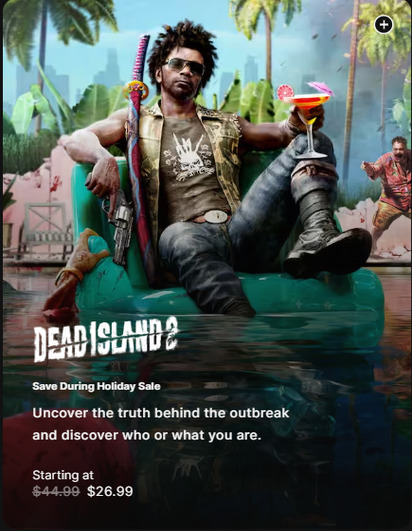 DEAD ISLAND 2
Save During Holiday Sale
Uncover the truth behind the outbreak
and discover who or what you are.
Starting at
$44.99 $26.99